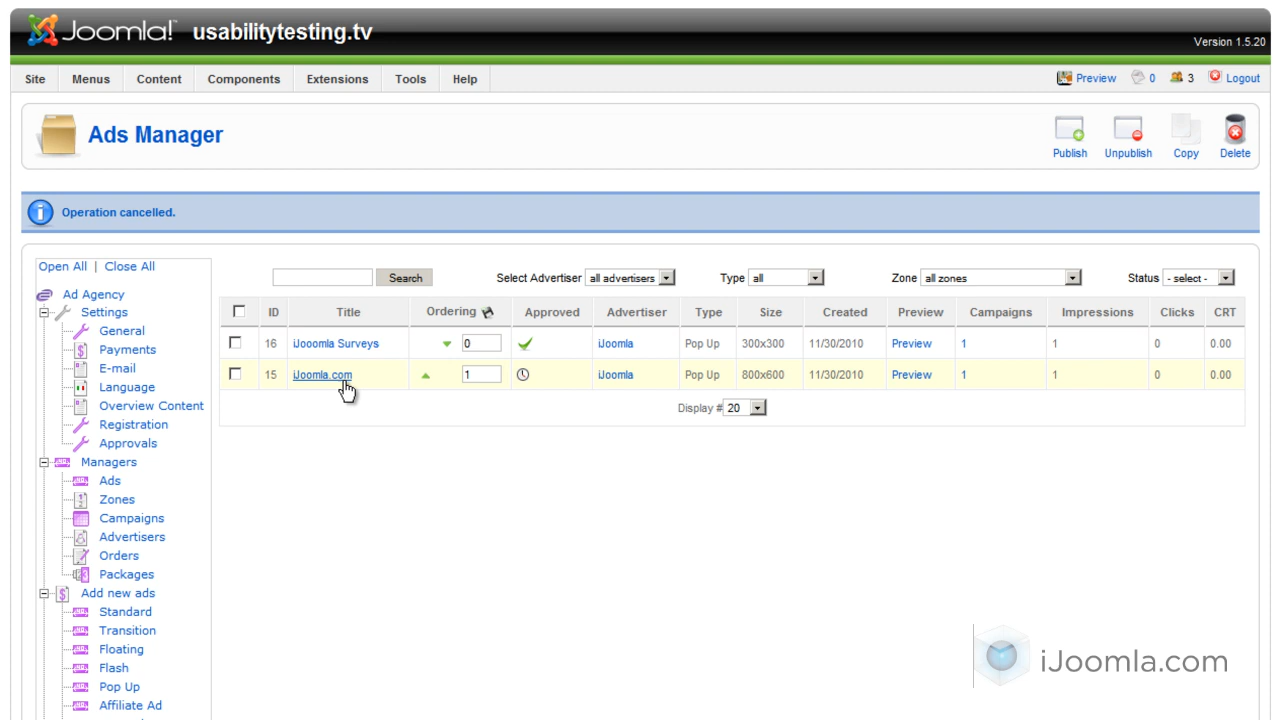 Joomla! usabilitytesting.tv
Version 1.5.20
Site Menus Content Components Extensions Tools Help Preview 0 3 Logout
Ads Manager
Publish Unpublish Copy Delete
Operation cancelled.
Open All | Close All
Search Select Advertiser all advertisers Type all Zone all zones Status - select -
ID Title Ordering Approved Advertiser Type Size Created Preview Campaigns Impressions Clicks CRT
16 iJooomla Surveys 0 iJoomla Pop Up 300x300 11/30/2010 Preview 1 1 0 0.00
15 iJoomla.com 1 iJoomla Pop Up 800x600 11/30/2010 Preview 1 1 0 0.00
Display # 20
Ad Agency
Settings
General
Payments
E-mail
Language
Overview Content
Registration
Approvals
Managers
Ads
Zones
Campaigns
Advertisers
Orders
Packages
Add new ads
Standard
Transition
Floating
Flash
Pop Up
Affiliate Ad
iJoomla.com